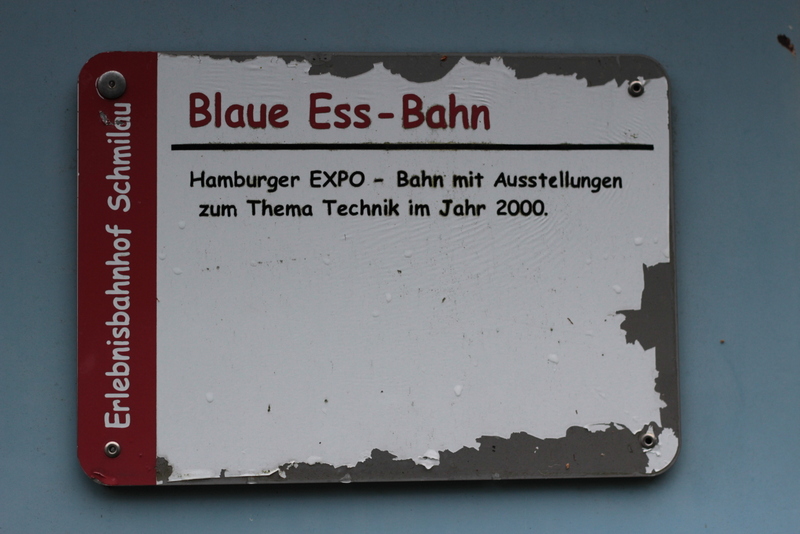 Blaue Ess-Bahn
Hamburger EXPO - Bahn mit Ausstellungen
zum Thema Technik im Jahr 2000.
Erlebnisbahnhof Schmilau